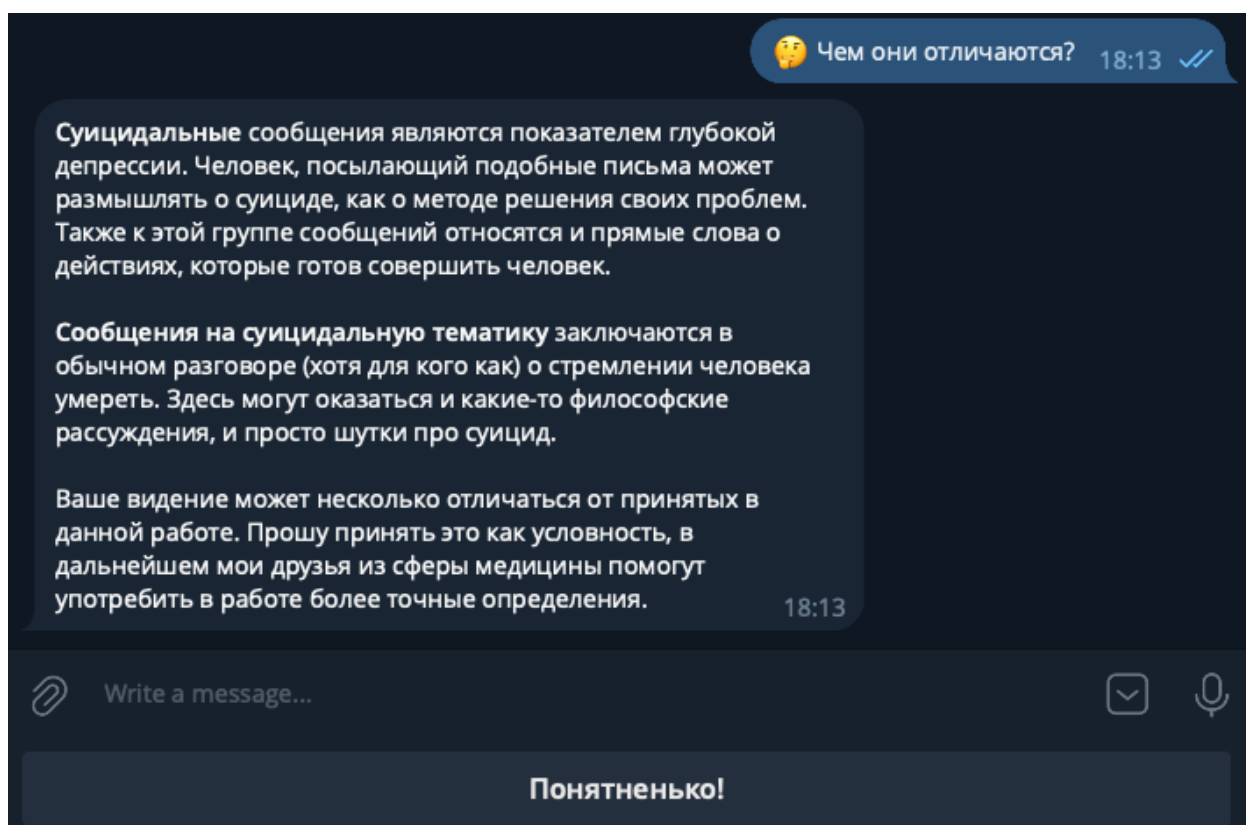 🤔 Чем они отличаются? 18:13
Суицидальные сообщения являются показателем глубокой
депрессии. Человек, посылающий подобные письма может
размышлять о суициде, как о методе решения своих проблем.
Также к этой группе сообщений относятся и прямые слова о
действиях, которые готов совершить человек.
Сообщения на суицидальную тематику заключаются в
обычном разговоре (хотя для кого как) о стремлении человека
умереть. Здесь могут оказаться и какие-то философские
рассуждения, и просто шутки про суицид.
Ваше видение может несколько отличаться от принятых в
данной работе. Прошу принять это как условность, в
дальнейшем мои друзья из сферы медицины помогут
употребить в работе более точные определения. 18:13
Write a message...
Понятненько!